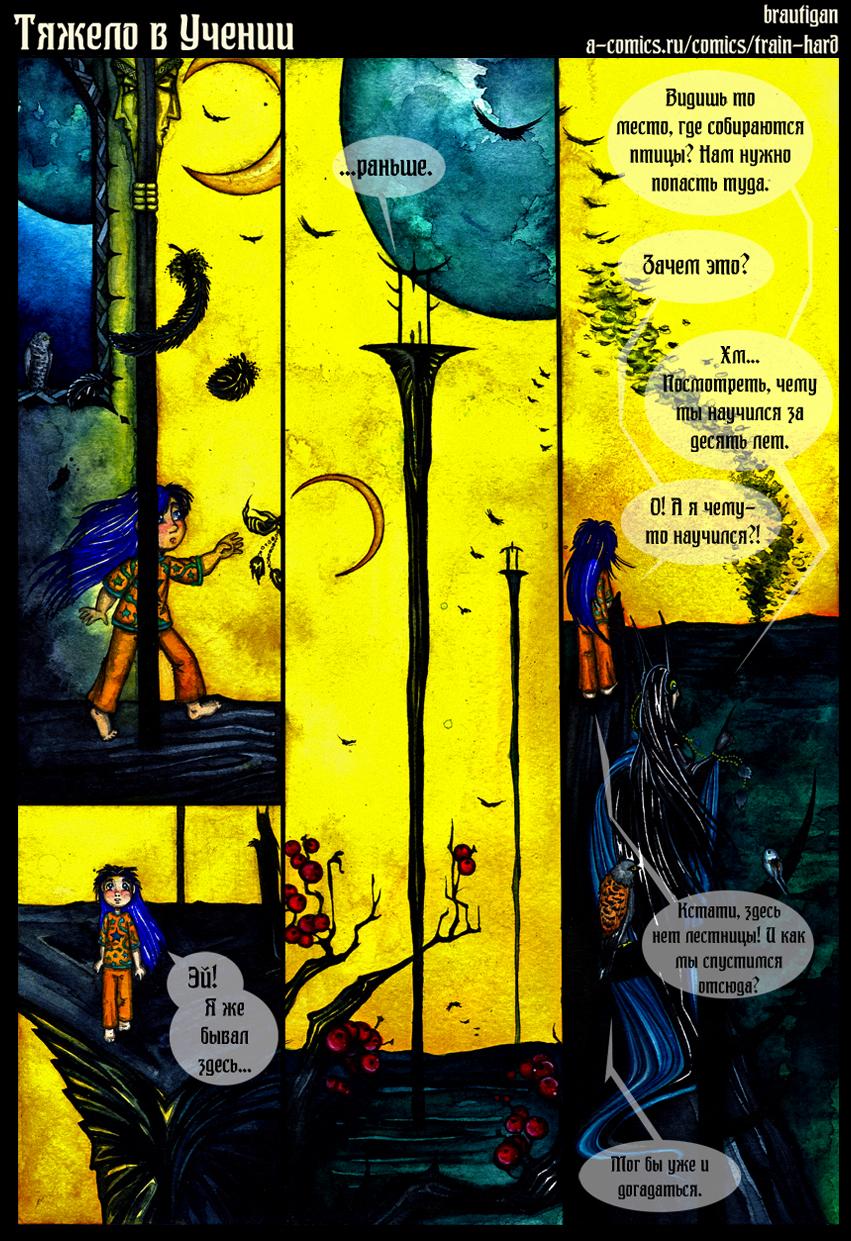 Тяжело в Учении
brautigan
a-comics.ru/comics/train-hard
Эй!
Я же
бывал
здесь...
...раньше.
Видишь то
место, где собираются
птицы? Нам нужно
попасть туда.
Зачем это?
Хм...
Посмотреть, чему
ты научился за
десять лет.
О! А я чему-
то научился?!
Кстати, здесь
нет лестницы! И как
мы спустимся
отсюда?
Мог бы уже и
догадаться.